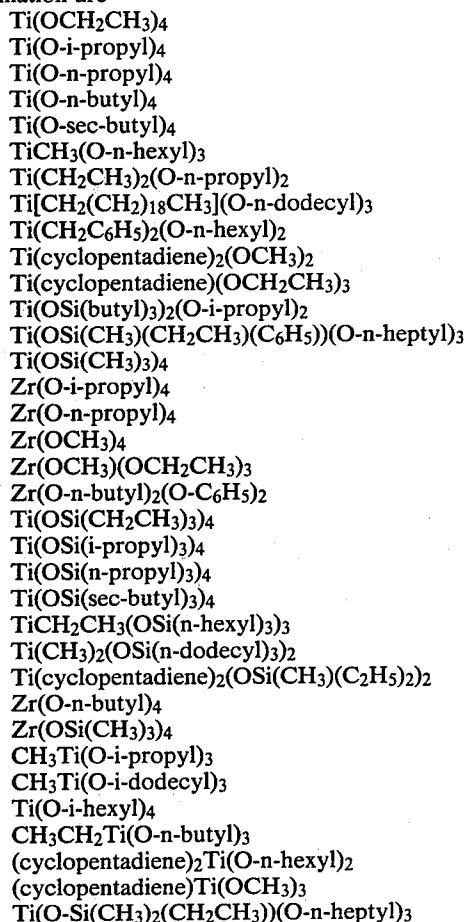 Ti(OCH2CH3)4
Ti(O-i-propyl)4
Ti(O-n-propyl)4
Ti(O-n-butyl)4
Ti(O-sec-butyl)4
TiCH3(O-n-hexyl)3
Ti(CH2CH3)2(O-n-propyl)2
Ti[CH2(CH2)18CH3](O-n-dodecyl)3
Ti(CH2C6H5)2(O-n-hexyl)2
Ti(cyclopentadiene)2(OCH3)2
Ti(cyclopentadiene)(OCH2CH3)3
Ti(OSi(butyl)3)2(O-i-propyl)2
Ti(OSi(CH3)(CH2CH3)(C6H5))(O-n-heptyl)3
Ti(OSi(CH3)3)4
Zr(O-i-propyl)4
Zr(O-n-propyl)4
Zr(OCH3)4
Zr(OCH3)(OCH2CH3)3
Zr(O-n-butyl)2(O-C6H5)2
Ti(OSi(CH2CH3)3)4
Ti(OSi(i-propyl)3)4
Ti(OSi(n-propyl)3)4
Ti(OSi(sec-butyl)3)4
TiCH2CH3(OSi(n-hexyl)3)3
Ti(CH3)2(OSi(n-dodecyl)3)2
Ti(cyclopentadiene)2(OSi(CH3)(C2H5)2)2
Zr(O-n-butyl)4
Zr(OSi(CH3)3)4
CH3Ti(O-i-propyl)3
CH3Ti(O-i-dodecyl)3
Ti(O-i-hexyl)4
CH3CH2Ti(O-n-butyl)3
(cyclopentadiene)2Ti(O-n-hexyl)2
(cyclopentadiene)Ti(OCH3)3
Ti(O-Si(CH3)2(CH2CH3))(O-n-heptyl)3